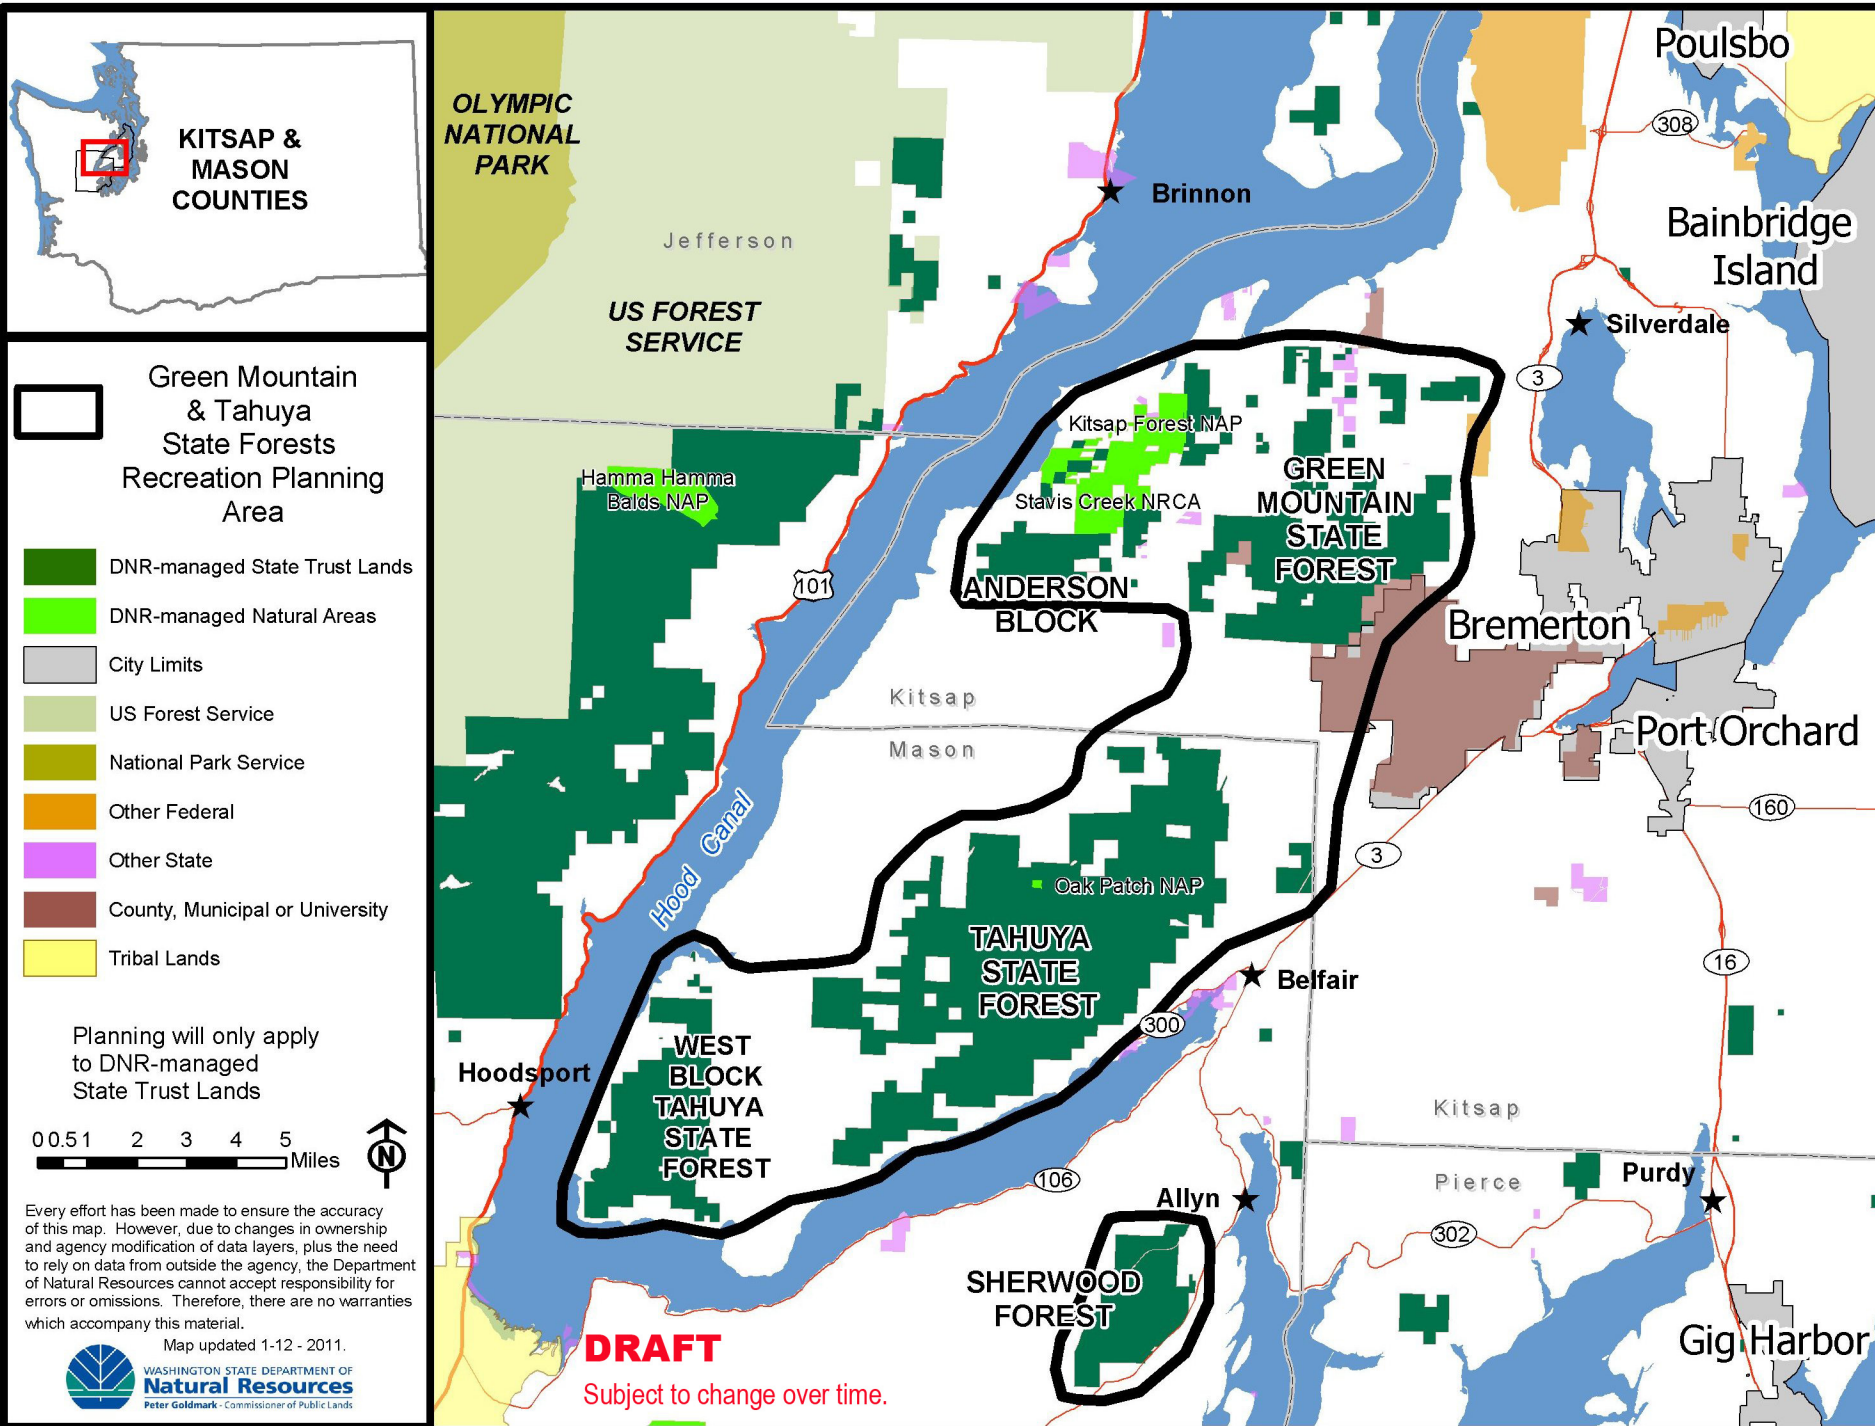 KITSAP &
MASON
COUNTIES
Green Mountain
& Tahuya
State Forests
Recreation Planning
Area
DNR-managed State Trust Lands
DNR-managed Natural Areas
City Limits
US Forest Service
National Park Service
Other Federal
Other State
County, Municipal or University
Tribal Lands
Planning will only apply
to DNR-managed
State Trust Lands
0 0.5 1 2 3 4 5
Miles
N
Every effort has been made to ensure the accuracy
of this map. However, due to changes in ownership
and agency modification of data layers, plus the need
to rely on data from outside the agency, the Department
of Natural Resources cannot accept responsibility for
errors or omissions. Therefore, there are no warranties
which accompany this material.
Map updated 1-12 - 2011.
WASHINGTON STATE DEPARTMENT OF
Natural Resources
Peter Goldmark - Commissioner of Public Lands
OLYMPIC
NATIONAL
PARK
Jefferson
US FOREST
SERVICE
Brinnon
Poulsbo
308
Bainbridge
Island
Silverdale
3
Kitsap Forest NAP
Stavis Creek NRCA
GREEN
MOUNTAIN
STATE
FOREST
Hamma Hamma
Balds NAP
101
ANDERSON
BLOCK
Bremerton
Kitsap
Mason
Port Orchard
160
Hood Canal
3
Oak Patch NAP
TAHUYA
STATE
FOREST
Belfair
16
300
WEST
BLOCK
TAHUYA
STATE
FOREST
Hoodsport
106
Allyn
Kitsap
Pierce
Purdy
302
SHERWOOD
FOREST
Gig Harbor
DRAFT
Subject to change over time.